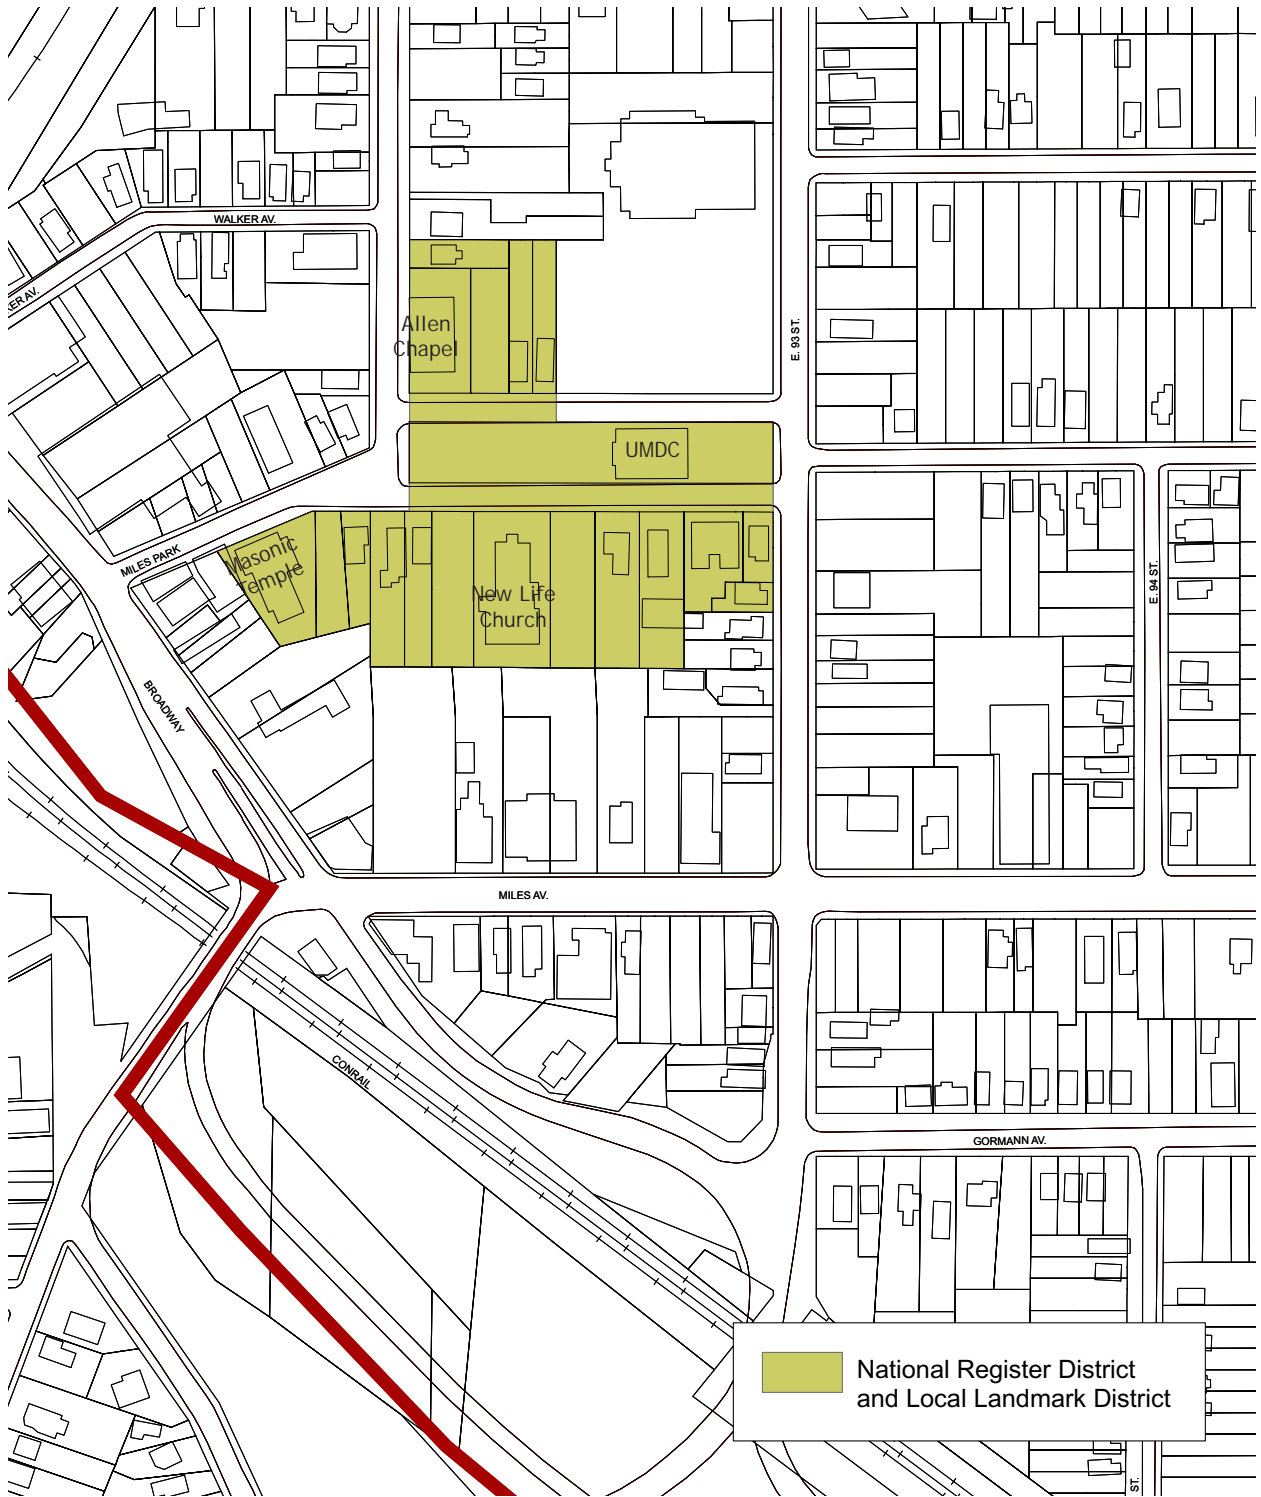 WALKER AV.
KER AV.
E. 93 ST.
Allen
Chapel
UMDC
MILES PARK
Masonic
Temple
New Life
Church
E. 94 ST.
BROADWAY
MILES AV.
CONRAIL
GORMANN AV.
National Register District
and Local Landmark District
ST.